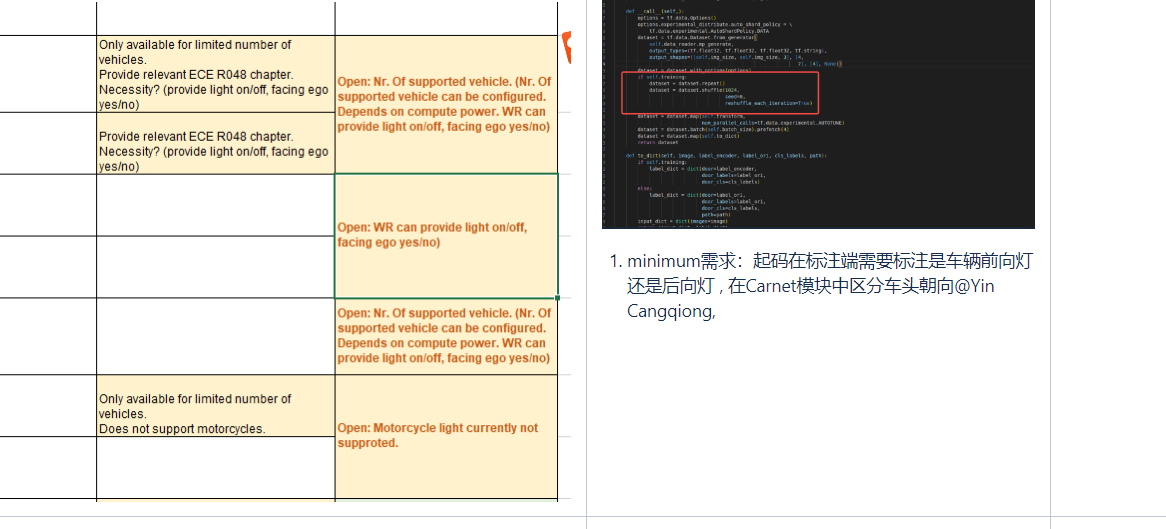 Only available for limited number of
vehicles.
Provide relevant ECE R048 chapter.
Necessity? (provide light on/off, facing ego
yes/no)
Open: Nr. Of supported vehicle. (Nr. Of
supported vehicle can be configured.
Depends on compute power. WR can
provide light on/off, facing ego yes/no)
Provide relevant ECE R048 chapter.
Necessity? (provide light on/off, facing ego
yes/no)
Open: WR can provide light on/off,
facing ego yes/no)
Open: Nr. Of supported vehicle. (Nr. Of
supported vehicle can be configured.
Depends on compute power. WR can
provide light on/off, facing ego yes/no)
Only available for limited number of
vehicles.
Does not support motorcycles.
Open: Motorcycle light currently not
supproted.
def __call__(self,):
options = tf.data.Options()
options.experimental_distribute.auto_shard_policy = \
tf.data.experimental.AutoShardPolicy.DATA
dataset = tf.data.Dataset.from_generator(
self.data_reader.mp_generate,
output_types=(tf.float32, tf.float32, tf.float32, tf.string),
output_shapes=([self.img_size, self.img_size, 3], [4,
7], [4], None))
dataset = dataset.with_options(options)
if self.training:
dataset = dataset.repeat()
dataset = dataset.shuffle(1024,
seed=0,
reshuffle_each_iteration=True)
dataset = dataset.map(self.transform,
num_parallel_calls=tf.data.experimental.AUTOTUNE)
dataset = dataset.batch(self.batch_size).prefetch(4)
dataset = dataset.map(self.to_dict)
return dataset
def to_dict(self, image, label_encoder, label_ori, cls_labels, path):
if self.training:
label_dict = dict(door=label_encoder,
door_labels=label_ori,
door_cls=cls_labels)
else:
label_dict = dict(door=label_ori,
door_labels=label_ori,
door_cls=cls_labels,
path=path)
input_dict = dict(images=image)
1. minimum需求：起码在标注端需要标注是车辆前向灯
还是后向灯 , 在Carnet模块中区分车头朝向@Yin
Cangqiong,